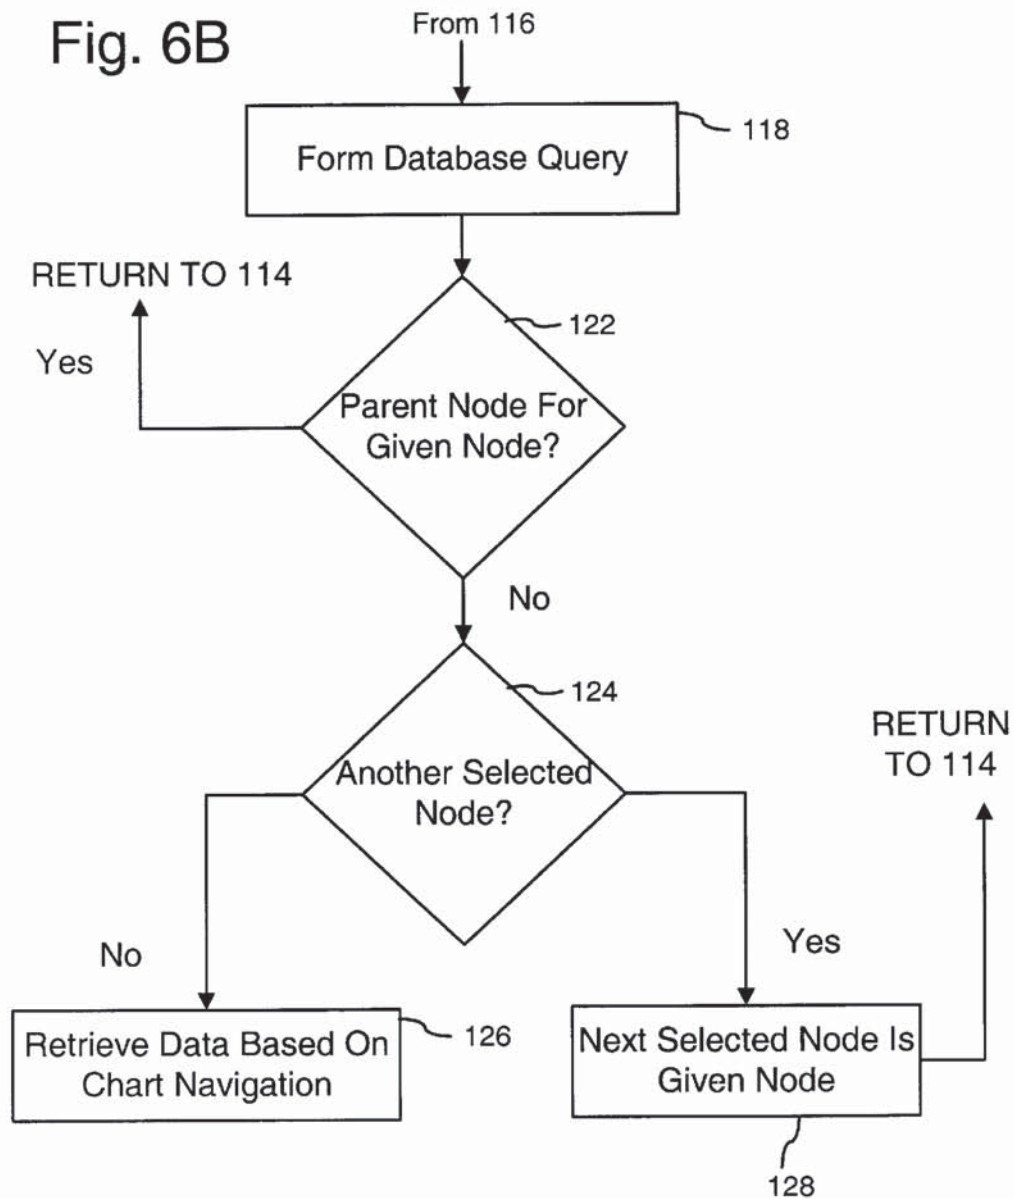 Fig. 6B
From 116
Form Database Query
118
RETURN TO 114
122
Yes
Parent Node For
Given Node?
No
124
Another Selected
Node?
RETURN
TO 114
No
Yes
Retrieve Data Based On
Chart Navigation
126
Next Selected Node Is
Given Node
128